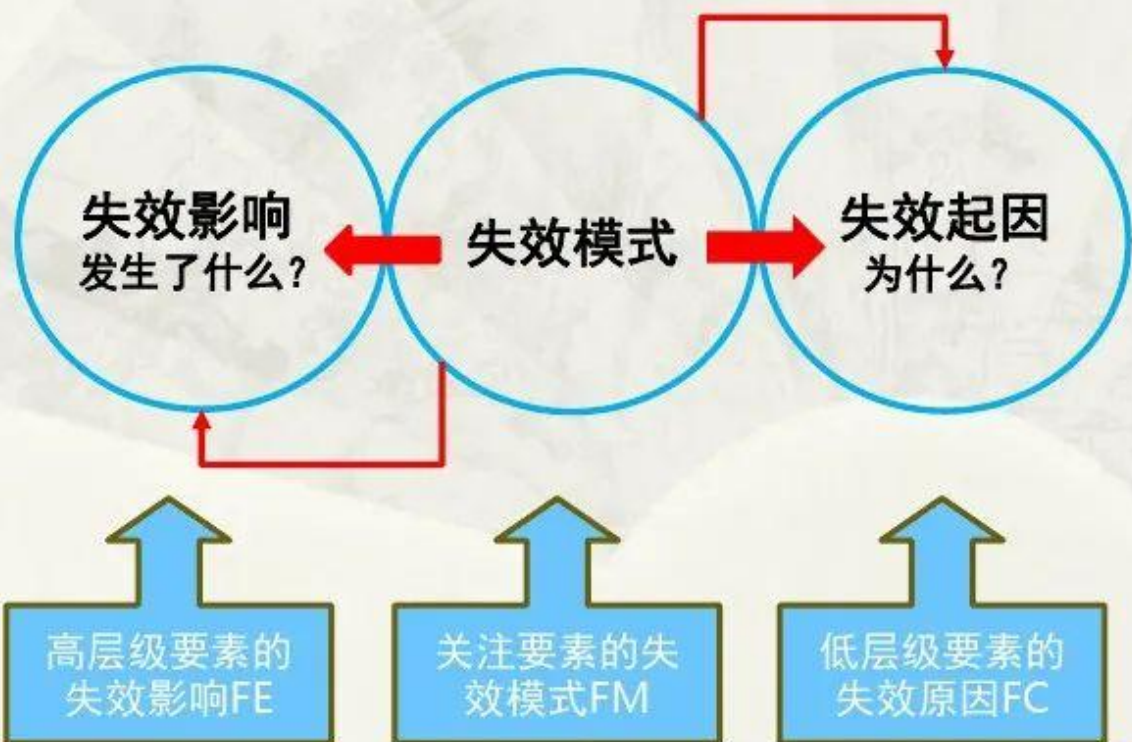 失效影响
发生了什么?
失效模式
失效起因
为什么?
高层级要素的
失效影响FE
关注要素的失
效模式FM
低层级要素的
失效原因FC